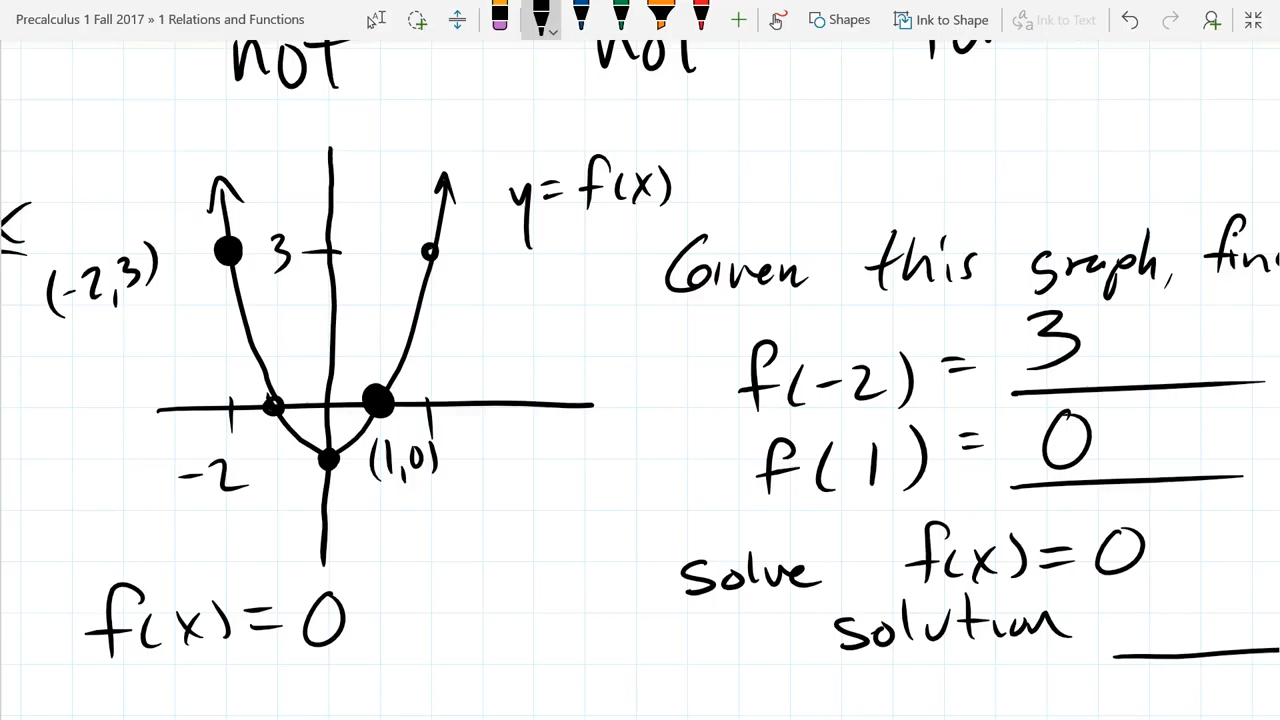 Precalculus 1 Fall 2017 » 1 Relations and Functions
Shapes
Ink to Shape
Ink to Text
not
not
y = f(x)
3
(-2,3)
Given this graph,
f(-2) = 3
f(1) = 0
-2
(1,0)
solve f(x) = 0
solution
f(x) = 0